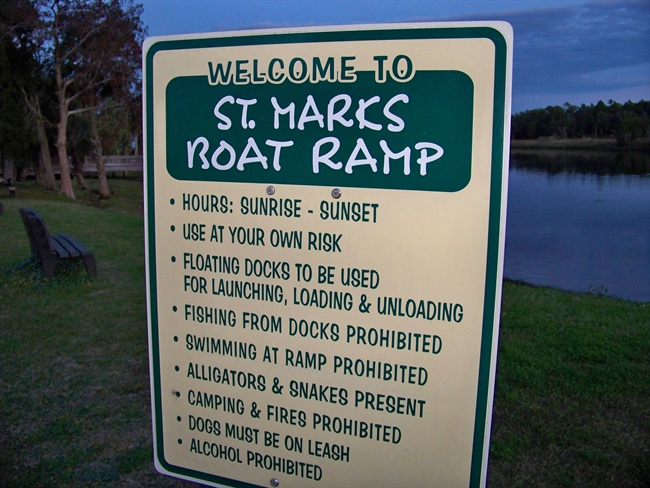 WELCOME TO
ST. MARKS
BOAT RAMP
• HOURS: SUNRISE - SUNSET
• USE AT YOUR OWN RISK
• FLOATING DOCKS TO BE USED
FOR LAUNCHING, LOADING & UNLOADING
• FISHING FROM DOCKS PROHIBITED
• SWIMMING AT RAMP PROHIBITED
• ALLIGATORS & SNAKES PRESENT
• CAMPING & FIRES PROHIBITED
• DOGS MUST BE ON LEASH
• ALCOHOL PROHIBITED